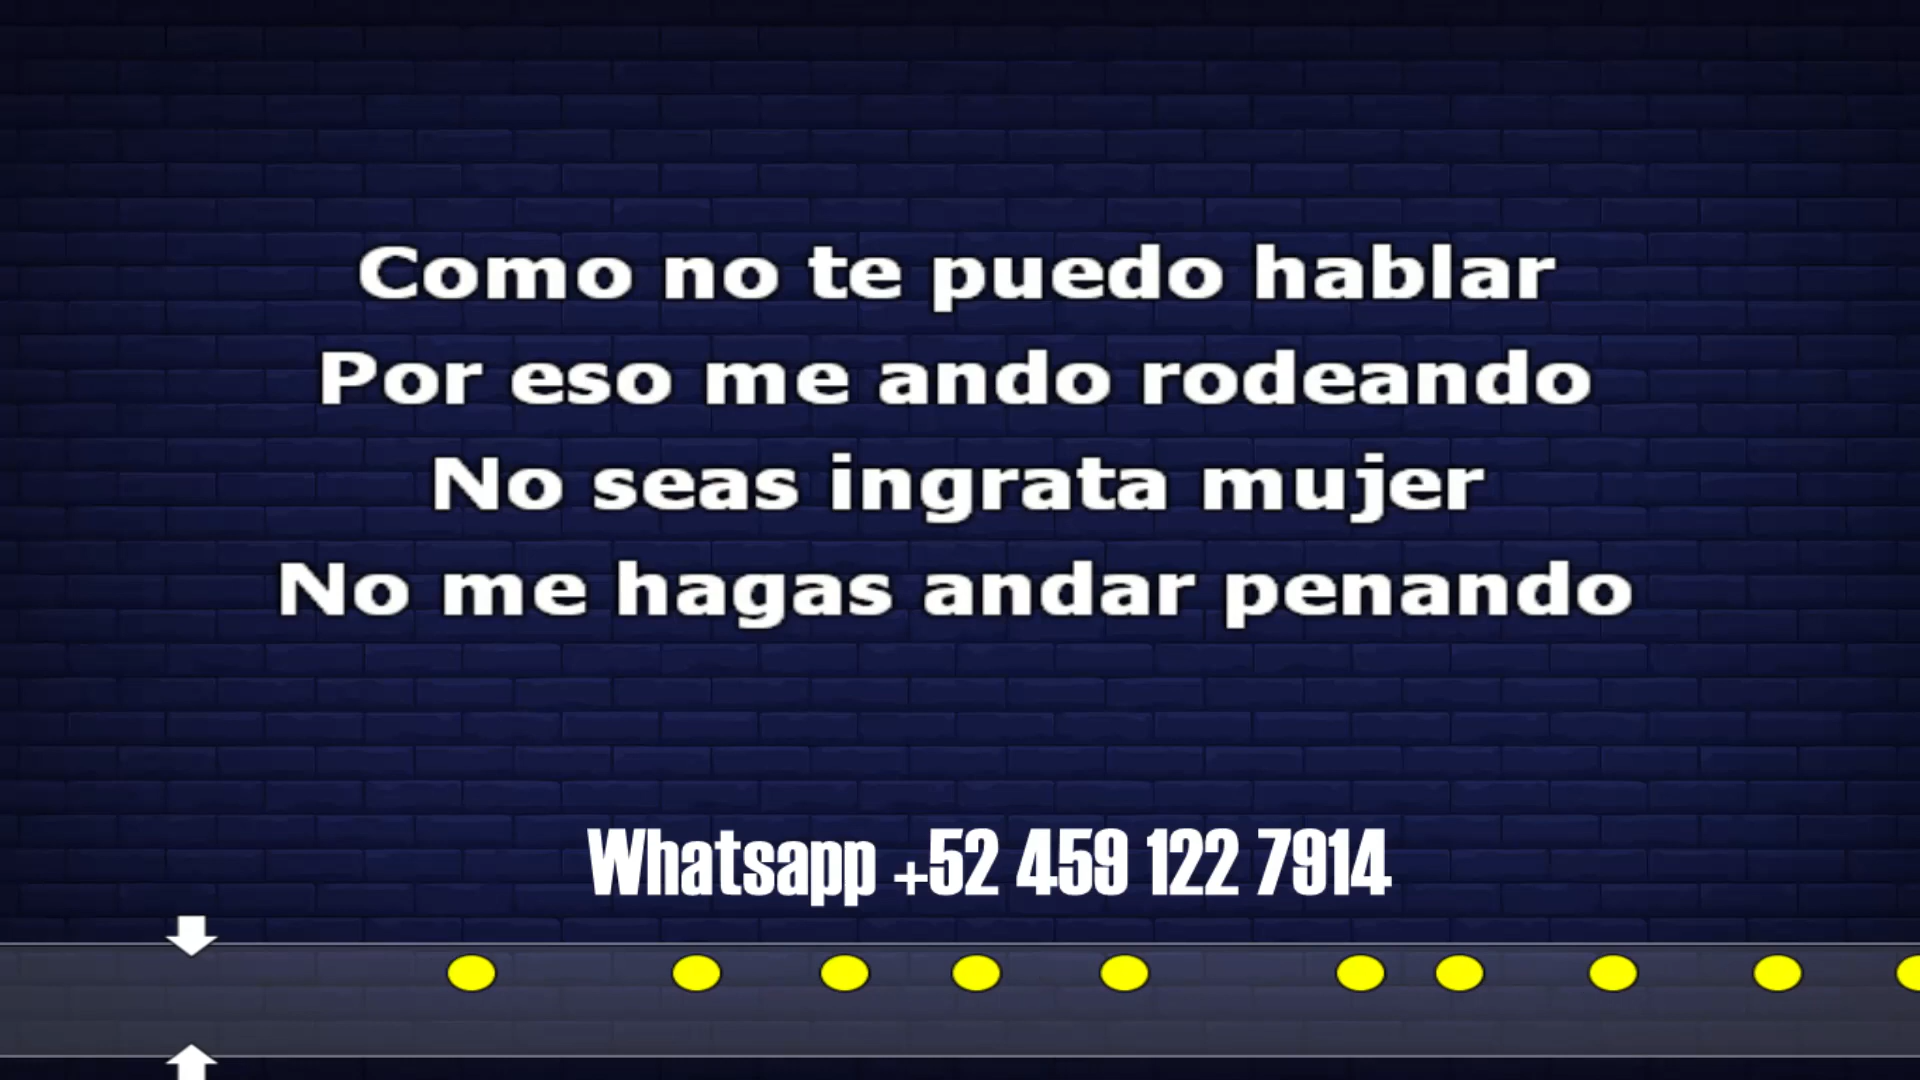 Como no te puedo hablar
Por eso me ando rodeando
No seas ingrata mujer
No me hagas andar penando
Whatsapp +52 459 122 7914